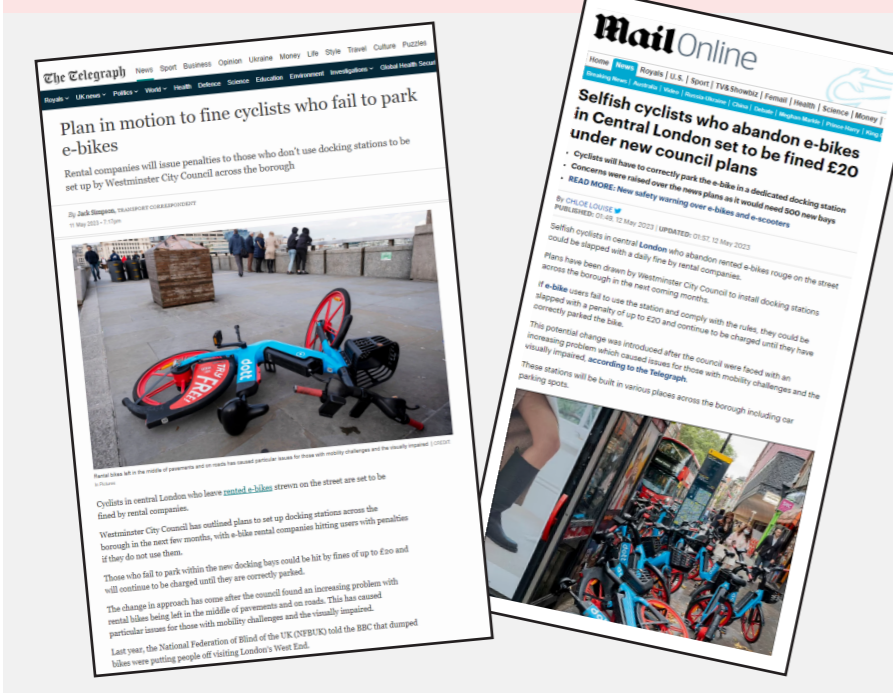 The Telegraph
News Sport Business Opinion Ukraine Money Life Style Travel Culture Puzzles
Royals UK news Politics World Health Defence Science Education Environment Investigations Global Health Securi
Plan in motion to fine cyclists who fail to park
e-bikes
Rental companies will issue penalties to those who don't use docking stations to be
set up by Westminster City Council across the borough
By Jack Simpson, TRANSPORT CORRESPONDENT
11 May 2023 • 7:17pm
TRY
FREE!
dott
Rental bikes left in the middle of pavements and on roads has caused particular issues for those with mobility challenges and the visually impaired | CREDIT:
In Pictures
Cyclists in central London who leave rented e-bikes strewn on the street are set to be
fined by rental companies.
Westminster City Council has outlined plans to set up docking stations across the
borough in the next few months, with e-bike rental companies hitting users with penalties
if they do not use them.
Those who fail to park within the new docking bays could be hit by fines of up to £20 and
will continue to be charged until they are correctly parked.
The change in approach has come after the council found an increasing problem with
rental bikes being left in the middle of pavements and on roads. This has caused
particular issues for those with mobility challenges and the visually impaired.
Last year, the National Federation of Blind of the UK (NFBUK) told the BBC that dumped
bikes were putting people off visiting London's West End.
Mail Online
Home News Royals U.S. Sport TV&Showbiz Femail Health Science Money
Breaking News Australia Video Russia-Ukraine China Debate Meghan Markle Prince Harry King
Selfish cyclists who abandon e-bikes
in Central London set to be fined £20
under new council plans
• Cyclists will have to correctly park the e-bike in a dedicated docking station
• Concerns were raised over the news plans as it would need 500 new bays
• READ MORE: New safety warning over e-bikes and e-scooters
By CHLOE LOUISE
PUBLISHED: 01:49, 12 May 2023 | UPDATED: 01:57, 12 May 2023
Selfish cyclists in central London who abandon rented e-bikes rouge on the street
could be slapped with a daily fine by rental companies.
Plans have been drawn by Westminster City Council to install docking stations
across the borough in the next coming months.
If e-bike users fail to use the station and comply with the rules, they could be
slapped with a penalty of up to £20 and continue to be charged until they have
correctly parked the bike.
This potential change was introduced after the council were faced with an
increasing problem which caused issues for those with mobility challenges and the
visually impaired, according to the Telegraph.
These stations will be built in various places across the borough including car
parking spots.
dott